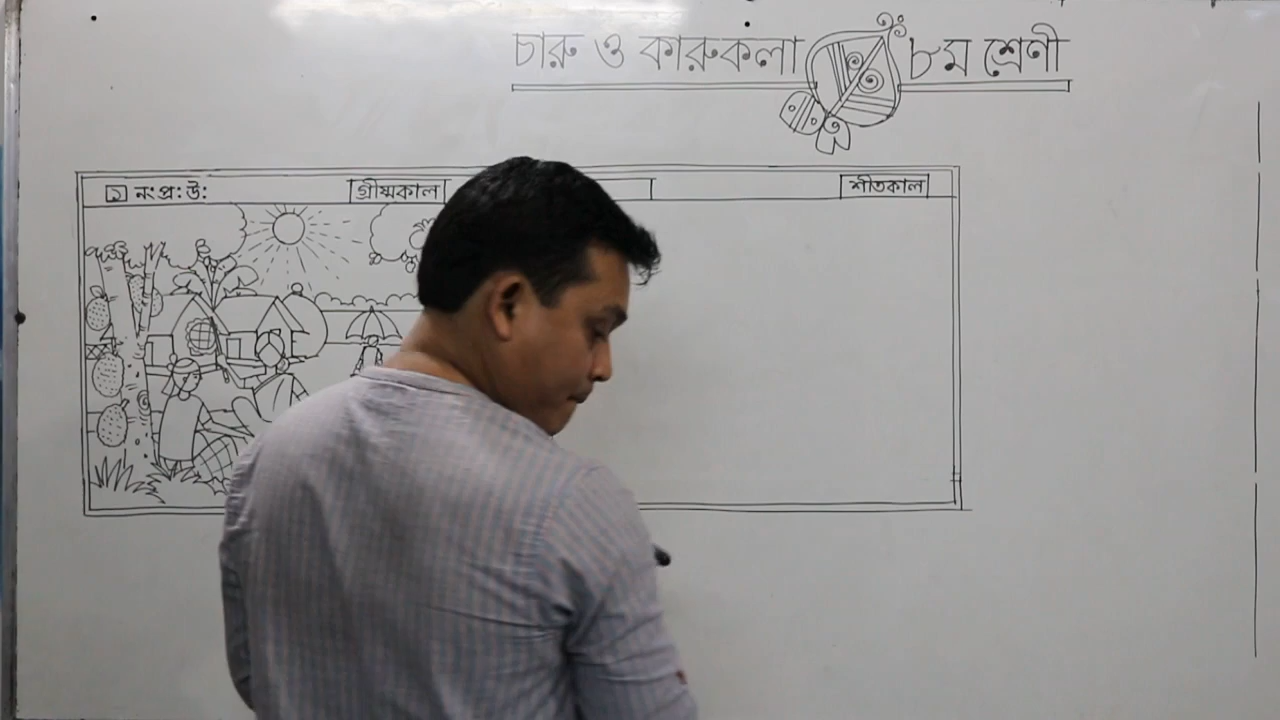 চারু ও কারুকলা ৮ম শ্রেণী
১ নং প্র: উ: গ্রীষ্মকাল শীতকাল